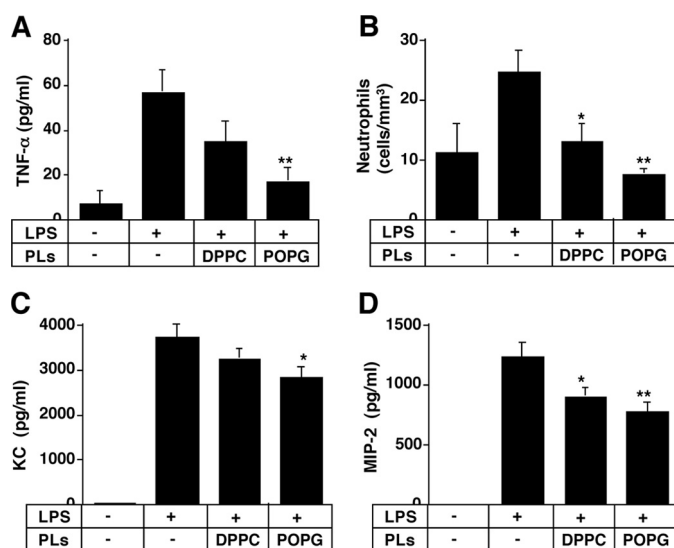 A
TNF-α (pg/ml)
80
60
40
20
0
LPS - + + +
PLs - - DPPC POPG
**
B
Neutrophils
(cells/mm³)
30
20
10
0
*
**
LPS - + + +
PLs - - DPPC POPG
C
KC
(pg/ml)
4000
3000
2000
1000
0
*
LPS - + + +
PLs - - DPPC POPG
D
MIP-2 (pg/ml)
1500
1000
500
0
*
**
LPS - + + +
PLs - - DPPC POPG